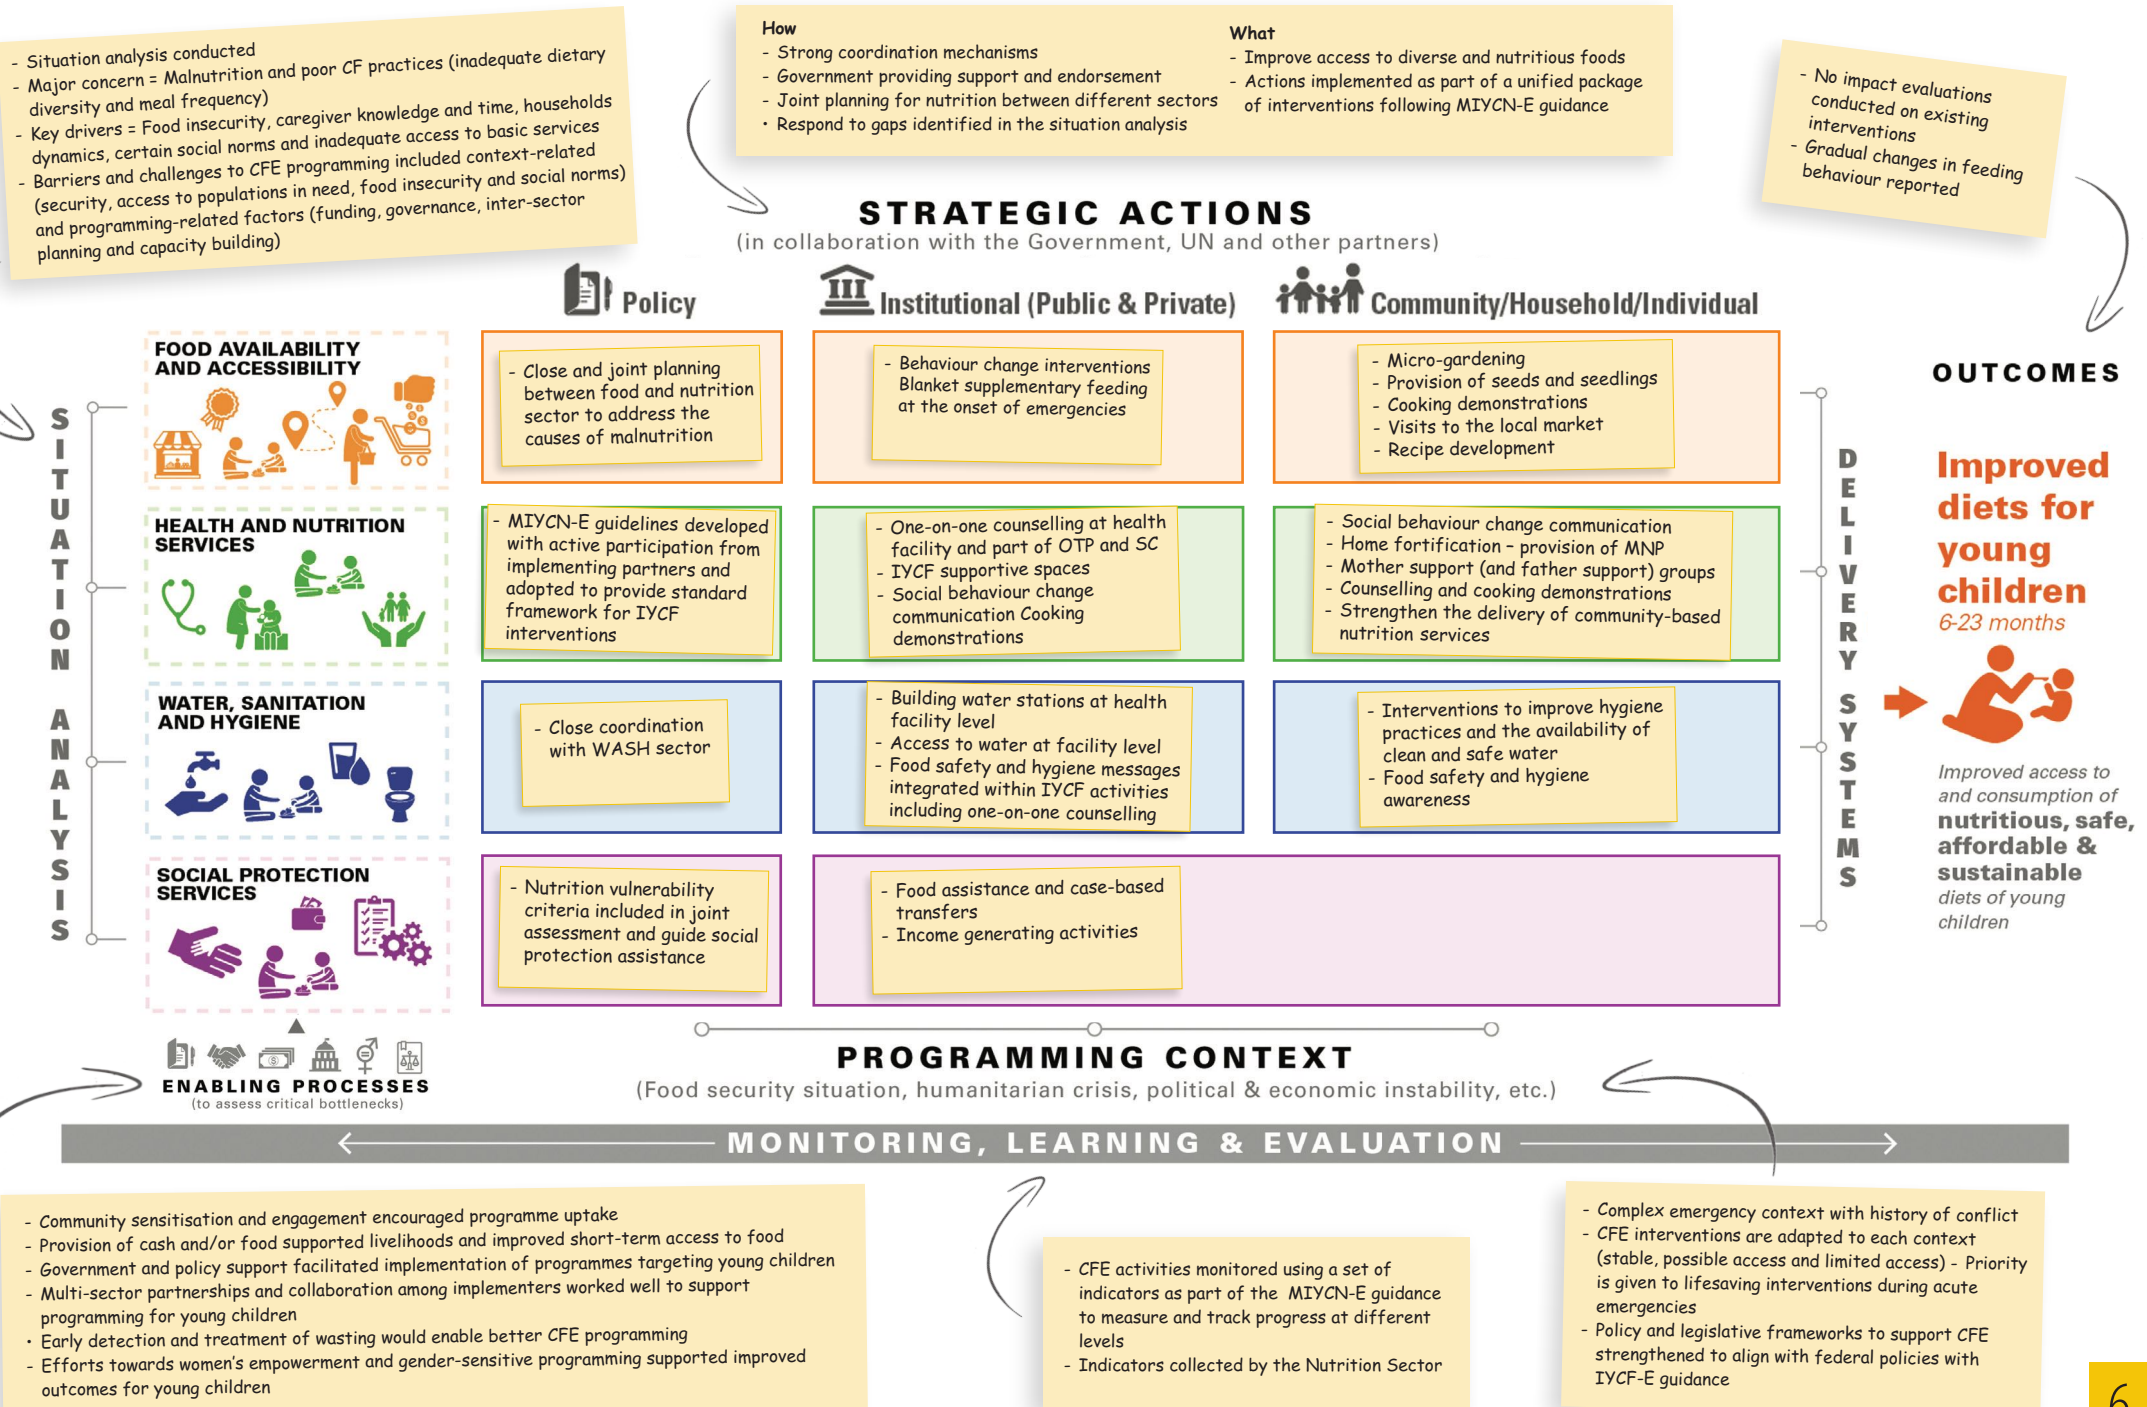 - Situation analysis conducted
- Major concern = Malnutrition and poor CF practices (inadequate dietary
diversity and meal frequency)
- Key drivers = Food insecurity, caregiver knowledge and time, households
dynamics, certain social norms and inadequate access to basic services
- Barriers and challenges to CFE programming included context-related
(security, access to populations in need, food insecurity and social norms)
and programming-related factors (funding, governance, inter-sector
planning and capacity building)
How
- Strong coordination mechanisms
- Government providing support and endorsement
- Joint planning for nutrition between different sectors
• Respond to gaps identified in the situation analysis
What
- Improve access to diverse and nutritious foods
- Actions implemented as part of a unified package
of interventions following MIYCN-E guidance
- No impact evaluations
conducted on existing
interventions
- Gradual changes in feeding
behaviour reported
STRATEGIC ACTIONS
(in collaboration with the Government, UN and other partners)
Policy
Institutional (Public & Private)
Community/Household/Individual
SITUATION ANALYSIS
FOOD AVAILABILITY
AND ACCESSIBILITY
- Close and joint planning
between food and nutrition
sector to address the
causes of malnutrition
- Behaviour change interventions
Blanket supplementary feeding
at the onset of emergencies
- Micro-gardening
- Provision of seeds and seedlings
- Cooking demonstrations
- Visits to the local market
- Recipe development
HEALTH AND NUTRITION
SERVICES
- MIYCN-E guidelines developed
with active participation from
implementing partners and
adopted to provide standard
framework for IYCF
interventions
- One-on-one counselling at health
facility and part of OTP and SC
- IYCF supportive spaces
- Social behaviour change
communication Cooking
demonstrations
- Social behaviour change communication
- Home fortification – provision of MNP
- Mother support (and father support) groups
- Counselling and cooking demonstrations
- Strengthen the delivery of community-based
nutrition services
WATER, SANITATION
AND HYGIENE
- Close coordination
with WASH sector
- Building water stations at health
facility level
- Access to water at facility level
- Food safety and hygiene messages
integrated within IYCF activities
including one-on-one counselling
- Interventions to improve hygiene
practices and the availability of
clean and safe water
- Food safety and hygiene
awareness
SOCIAL PROTECTION
SERVICES
- Nutrition vulnerability
criteria included in joint
assessment and guide social
protection assistance
- Food assistance and case-based
transfers
- Income generating activities
DELIVERY SYSTEMS
OUTCOMES
Improved
diets for
young
children
6-23 months
Improved access to
and consumption of
nutritious, safe,
affordable &
sustainable
diets of young
children
ENABLING PROCESSES
(to assess critical bottlenecks)
PROGRAMMING CONTEXT
(Food security situation, humanitarian crisis, political & economic instability, etc.)
MONITORING, LEARNING & EVALUATION
- Community sensitisation and engagement encouraged programme uptake
- Provision of cash and/or food supported livelihoods and improved short-term access to food
- Government and policy support facilitated implementation of programmes targeting young children
- Multi-sector partnerships and collaboration among implementers worked well to support
programming for young children
• Early detection and treatment of wasting would enable better CFE programming
- Efforts towards women's empowerment and gender-sensitive programming supported improved
outcomes for young children
- CFE activities monitored using a set of
indicators as part of the MIYCN-E guidance
to measure and track progress at different
levels
- Indicators collected by the Nutrition Sector
- Complex emergency context with history of conflict
- CFE interventions are adapted to each context
(stable, possible access and limited access) - Priority
is given to lifesaving interventions during acute
emergencies
- Policy and legislative frameworks to support CFE
strengthened to align with federal policies with
IYCF-E guidance
6